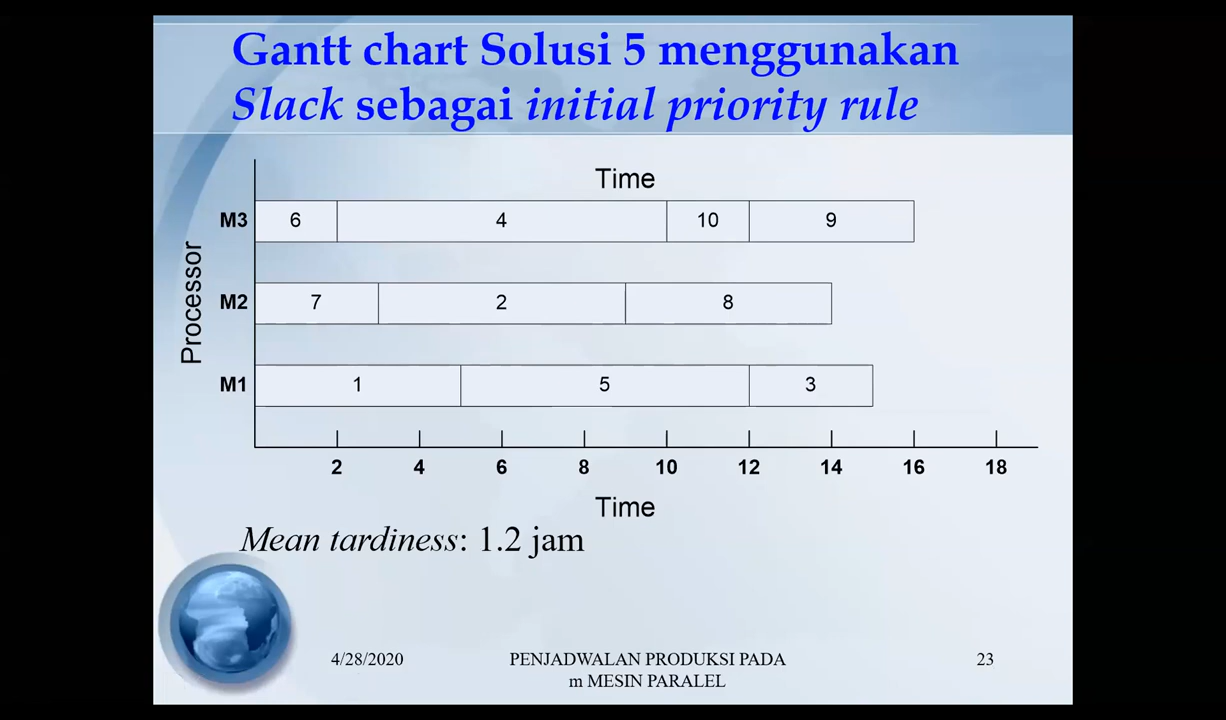 Gantt chart Solusi 5 menggunakan
Slack sebagai initial priority rule
Time
Processor
M3 6 4 10 9
M2 7 2 8
M1 1 5 3
2 4 6 8 10 12 14 16 18
Time
Mean tardiness: 1.2 jam
4/28/2020
PENJADWALAN PRODUKSI PADA
m MESIN PARALEL
23